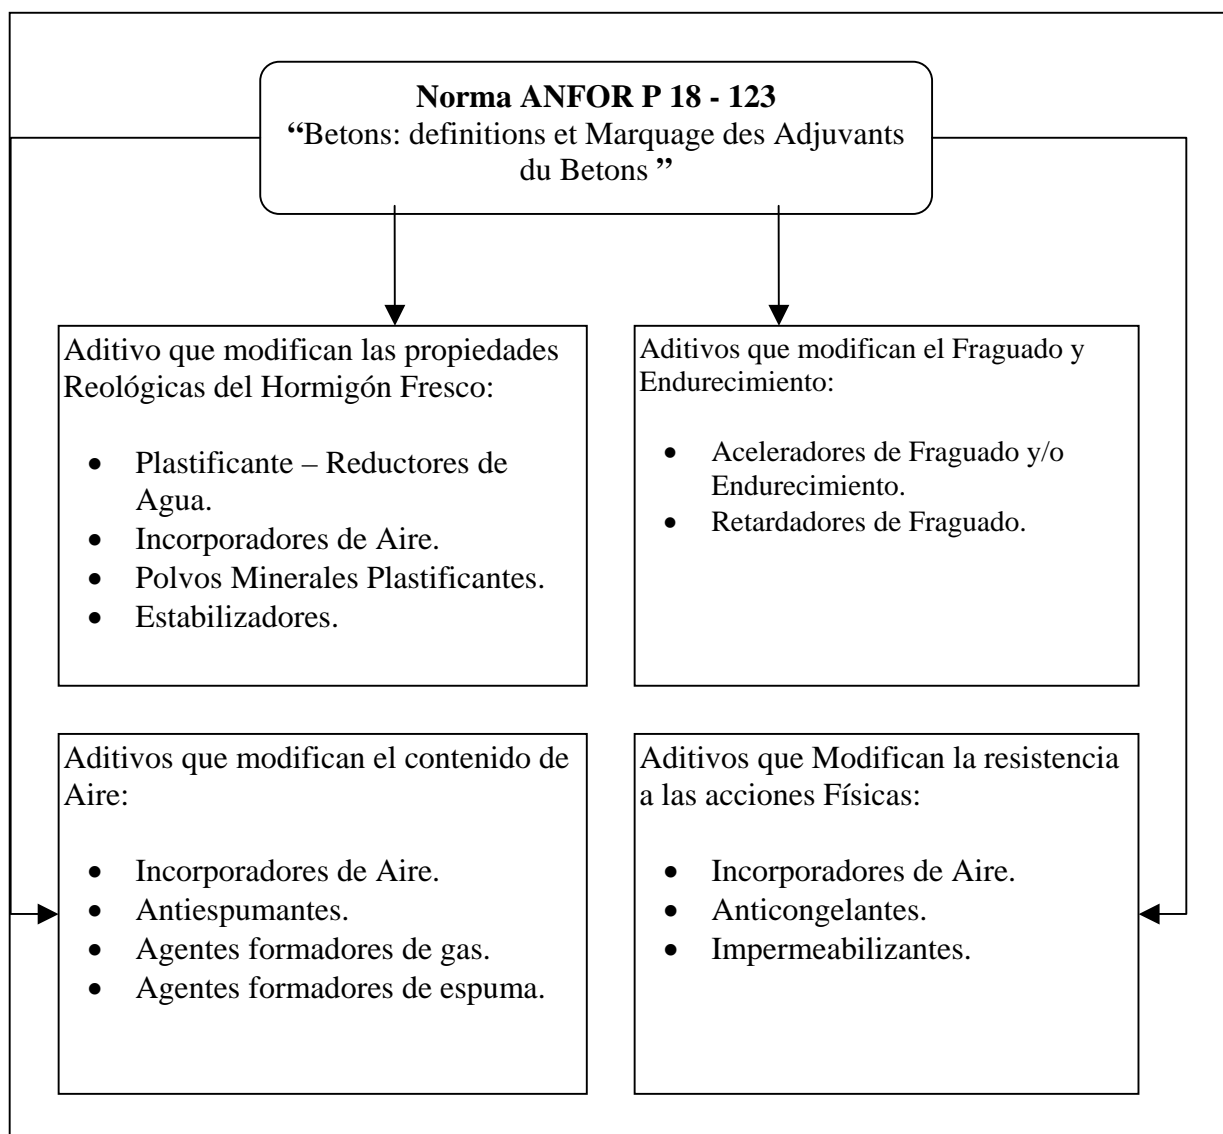 Norma ANFOR P 18 - 123
“Betons: definitions et Marquage des Adjuvants
du Betons ”
Aditivo que modifican las propiedades
Reológicas del Hormigón Fresco:
• Plastificante – Reductores de
Agua.
• Incorporadores de Aire.
• Polvos Minerales Plastificantes.
• Estabilizadores.
Aditivos que modifican el Fraguado y
Endurecimiento:
• Aceleradores de Fraguado y/o
Endurecimiento.
• Retardadores de Fraguado.
Aditivos que modifican el contenido de
Aire:
• Incorporadores de Aire.
• Antiespumantes.
• Agentes formadores de gas.
• Agentes formadores de espuma.
Aditivos que Modifican la resistencia
a las acciones Físicas:
• Incorporadores de Aire.
• Anticongelantes.
• Impermeabilizantes.